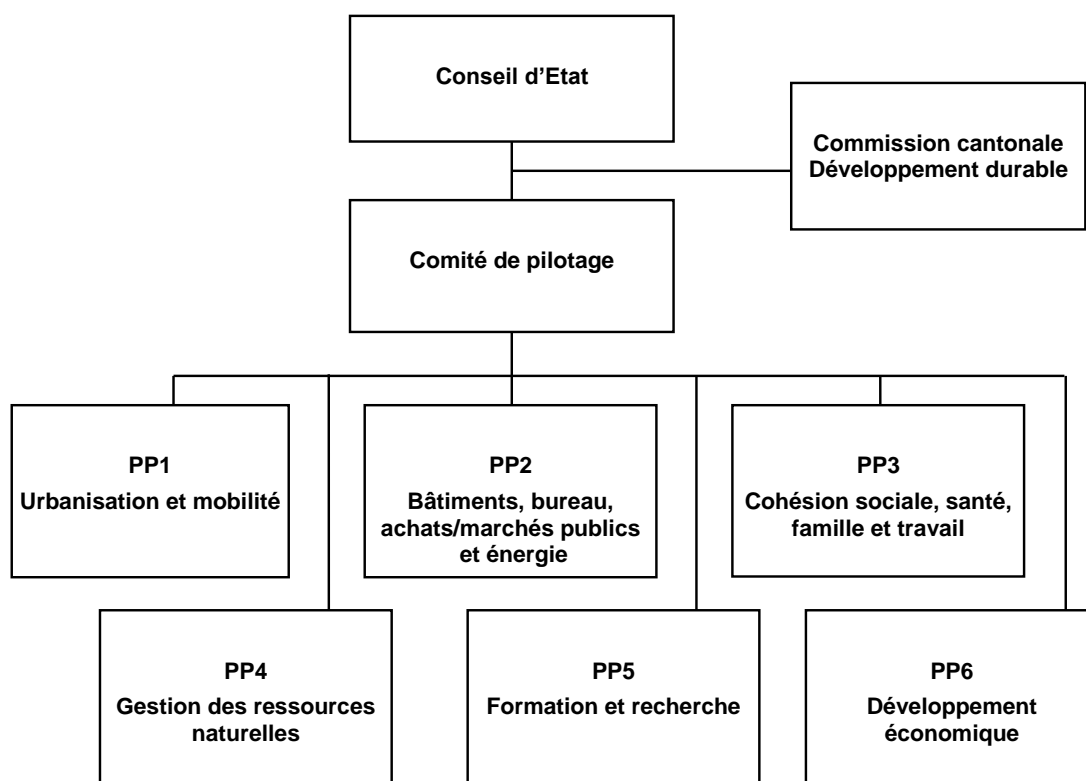 Conseil d'Etat
Commission cantonale
Développement durable
Comité de pilotage
PP1
Urbanisation et mobilité
PP2
Bâtiments, bureau,
achats/marchés publics
et énergie
PP3
Cohésion sociale, santé,
famille et travail
PP4
Gestion des ressources
naturelles
PP5
Formation et recherche
PP6
Développement
économique